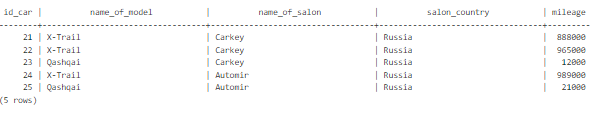 id_car | name_of_model | name_of_salon | salon_country | mileage
--------+--------------------------+--------------------------+--------------------------+---------
21 | X-Trail | Carkey | Russia | 888000
22 | X-Trail | Carkey | Russia | 965000
23 | Qashqai | Carkey | Russia | 12000
24 | X-Trail | Automir | Russia | 989000
25 | Qashqai | Automir | Russia | 21000
(5 rows)